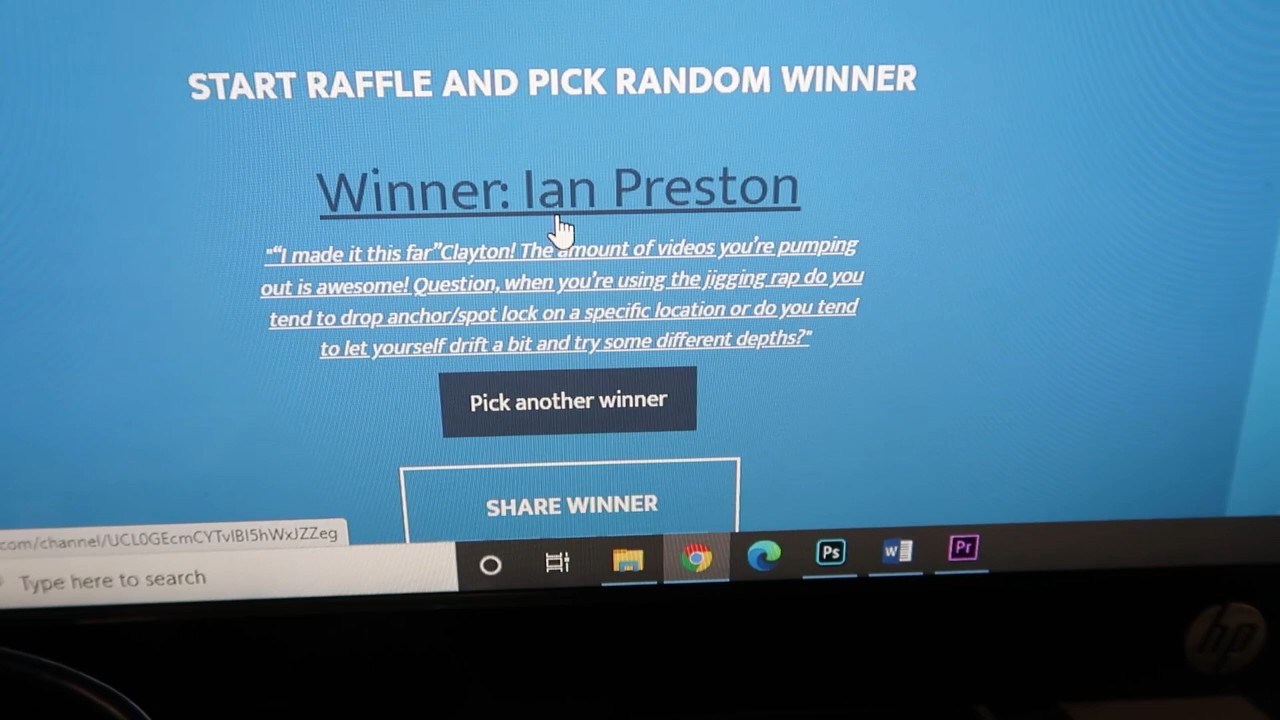 START RAFFLE AND PICK RANDOM WINNER
Winner: Ian Preston
"“I made it this far”Clayton! The amount of videos you’re pumping
out is awesome! Question, when you’re using the jigging rap do you
tend to drop anchor/spot lock on a specific location or do you tend
to let yourself drift a bit and try some different depths?"
Pick another winner
SHARE WINNER
Type here to search
Ps
W
Pr
hp